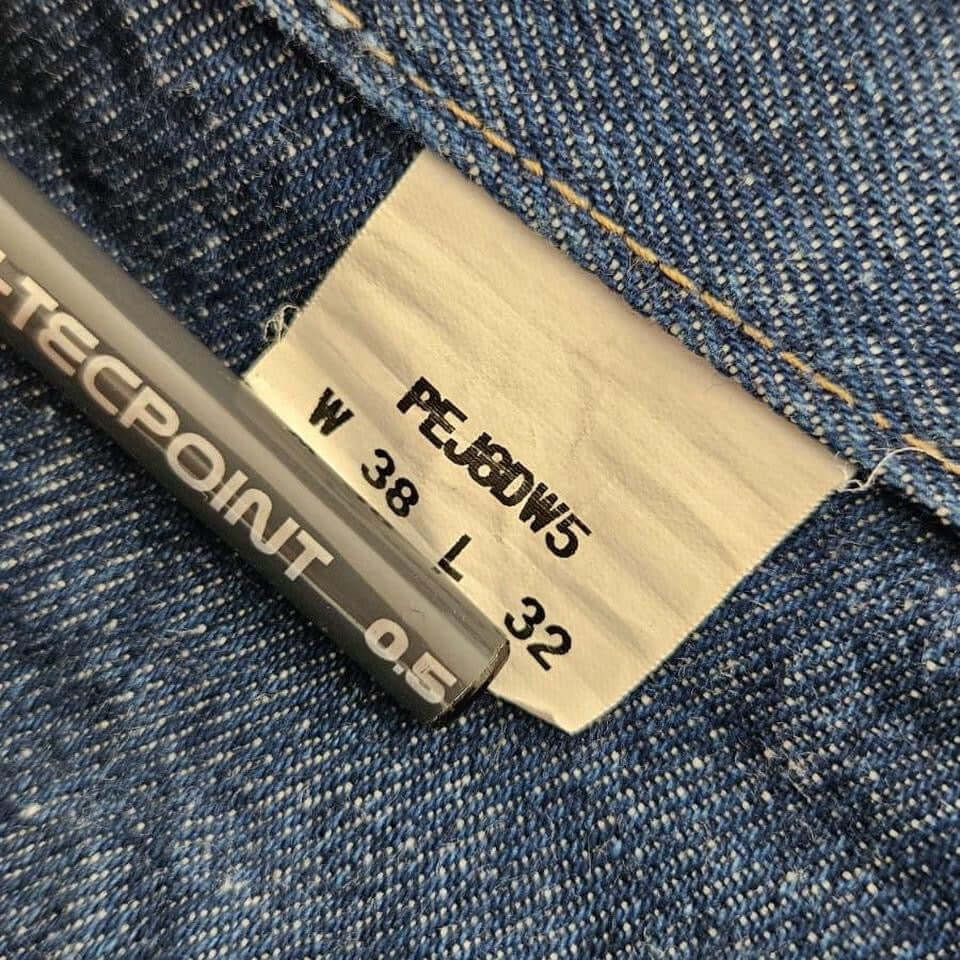 PEJ8DW5
W 38 L 32
-TECPOINT 0.5